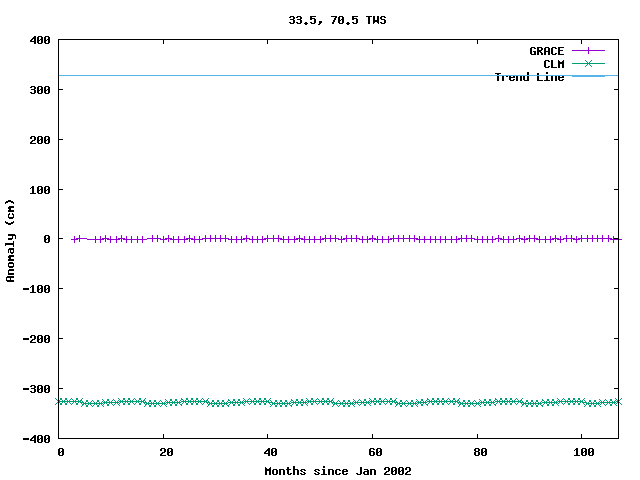 33.5, 70.5 TWS
400
300
200
100
0
-100
-200
-300
-400
Anomaly (cm)
GRACE
CLM
Trend Line
0 20 40 60 80 100
Months since Jan 2002